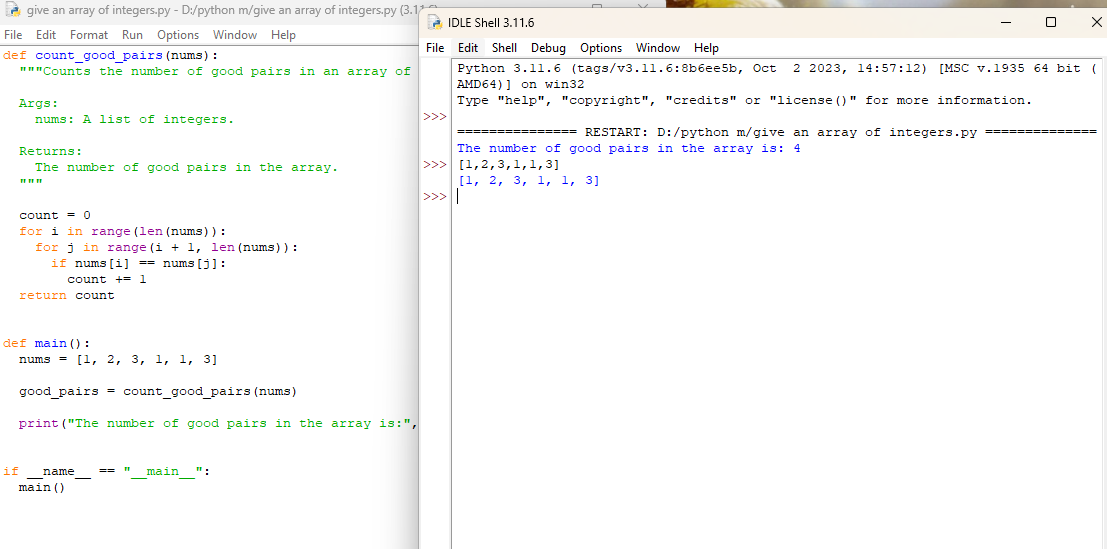 give an array of integers.py - D:/python m/give an array of integers.py (3.11
File Edit Format Run Options Window Help
def count_good_pairs(nums):
  """Counts the number of good pairs in an array of
  Args:
    nums: A list of integers.
  Returns:
    The number of good pairs in the array.
  """
  count = 0
  for i in range(len(nums)):
    for j in range(i + 1, len(nums)):
      if nums[i] == nums[j]:
        count += 1
  return count
def main():
  nums = [1, 2, 3, 1, 1, 3]
  good_pairs = count_good_pairs(nums)
  print("The number of good pairs in the array is:",
if __name__ == "__main__":
  main()
IDLE Shell 3.11.6
File Edit Shell Debug Options Window Help
Python 3.11.6 (tags/v3.11.6:8b6ee5b, Oct  2 2023, 14:57:12) [MSC v.1935 64 bit (
AMD64)] on win32
Type "help", "copyright", "credits" or "license()" for more information.
>>>
=============== RESTART: D:/python m/give an array of integers.py ==============
The number of good pairs in the array is: 4
>>> [1,2,3,1,1,3]
[1, 2, 3, 1, 1, 3]
>>>